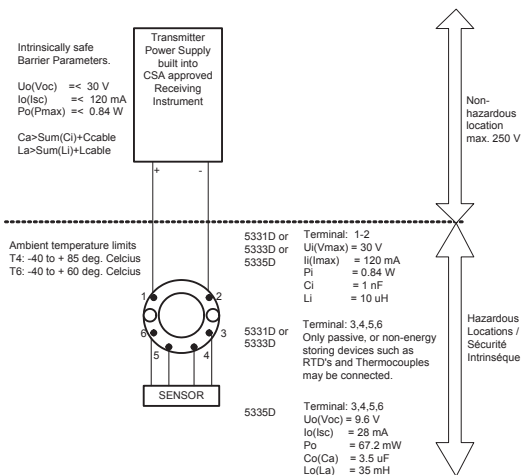 Intrinsically safe
Barrier Parameters.
Uo(Voc) =< 30 V
Io(Isc) =< 120 mA
Po(Pmax) =< 0.84 W
Ca>Sum(Ci)+Ccable
La>Sum(Li)+Lcable
Transmitter
Power Supply
built into
CSA approved
Receiving
Instrument
+ -
Non-
hazardous
location
max. 250 V
Ambient temperature limits
T4: -40 to + 85 deg. Celcius
T6: -40 to + 60 deg. Celcius
5331D or
5333D or
5335D
Terminal: 1-2
Ui(Vmax) = 30 V
Ii(Imax) = 120 mA
Pi = 0.84 W
Ci = 1 nF
Li = 10 uH
1 2
6 3
5 4
SENSOR
5331D or
5333D
Terminal: 3,4,5,6
Only passive, or non-energy
storing devices such as
RTD's and Thermocouples
may be connected.
Hazardous
Locations /
Sécurité
Intrinséque
5335D
Terminal: 3,4,5,6
Uo(Voc) = 9.6 V
Io(Isc) = 28 mA
Po = 67.2 mW
Co(Ca) = 3.5 uF
Lo(La) = 35 mH